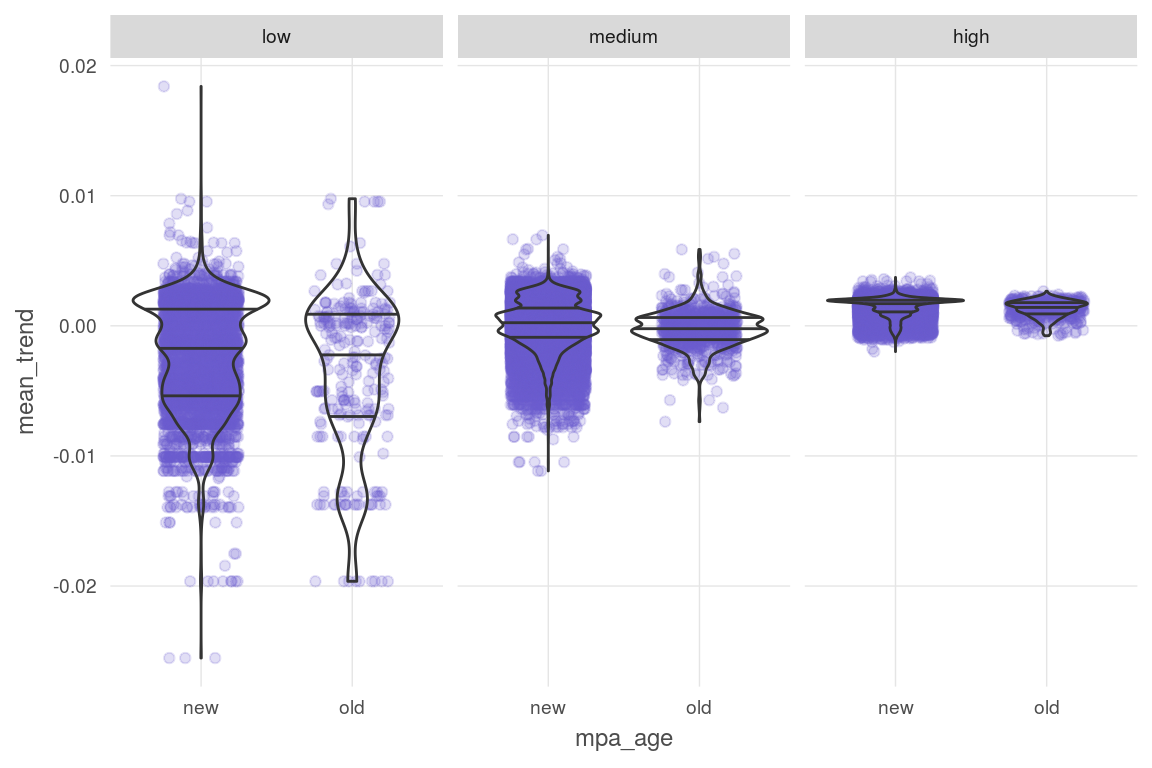 low medium high
0.02
0.01
0.00
-0.01
-0.02
mean_trend
new old new old new old
mpa_age